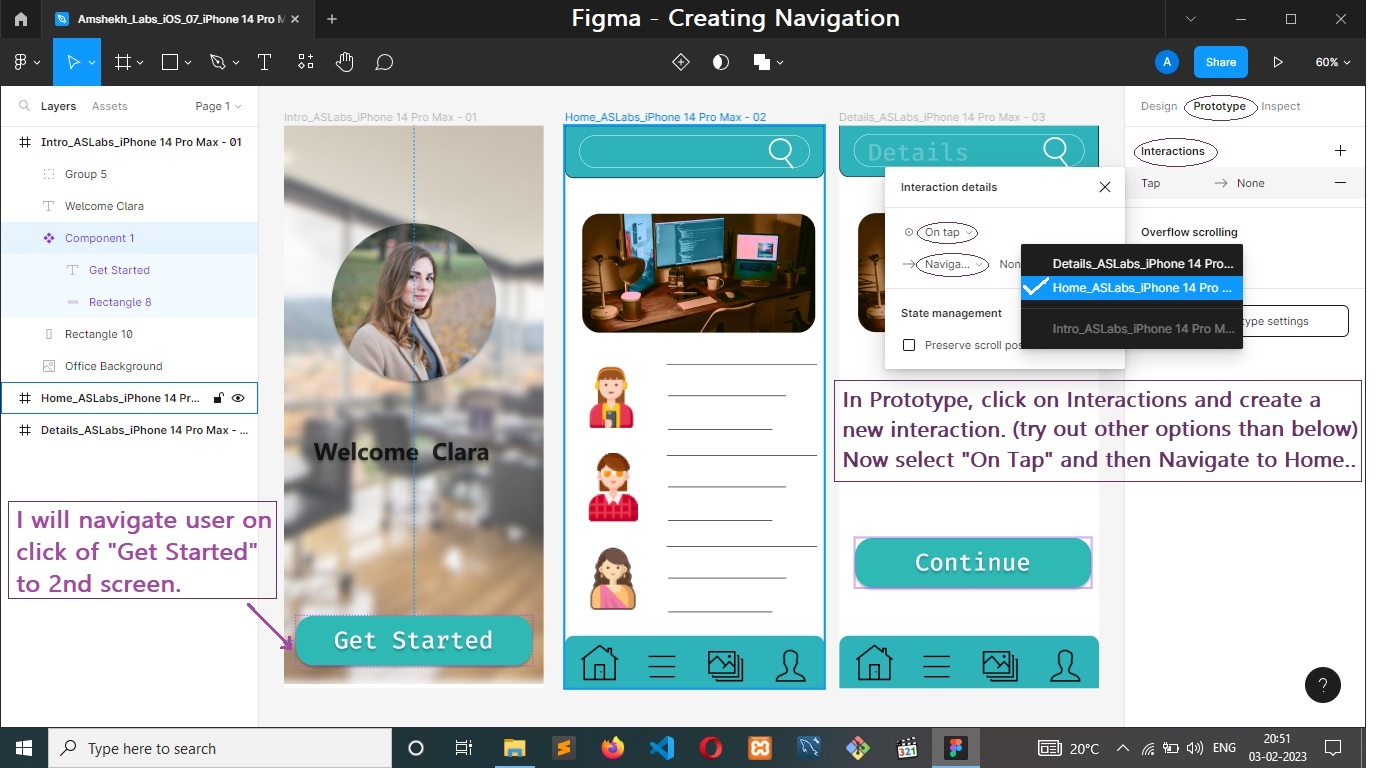 Amshekh_Labs_iOS_07_iPhone 14 Pro M
Figma - Creating Navigation
A
Share
60%
Layers
Assets
Page 1
Intro_ASLabs_iPhone 14 Pro Max - 01
Group 5
Welcome Clara
Component 1
Get Started
Rectangle 8
Rectangle 10
Office Background
Home_ASLabs_iPhone 14 Pr...
Details_ASLabs_iPhone 14 Pro Max - ...
I will navigate user on
click of "Get Started"
to 2nd screen.
Intro_ASLabs_iPhone 14 Pro Max - 01
Welcome Clara
Get Started
Home_ASLabs_iPhone 14 Pro Max - 02
Details_ASLabs_iPhone 14 Pro Max - 03
Details
Interaction details
On tap
Naviga...
Non
State management
Preserve scroll pos
Details_ASLabs_iPhone 14 Pro...
Home_ASLabs_iPhone 14 Pro ...
Intro_ASLabs_iPhone 14 Pro M...
In Prototype, click on Interactions and create a
new interaction. (try out other options than below)
Now select "On Tap" and then Navigate to Home..
Continue
Design
Prototype
Inspect
Interactions
Tap
None
Overflow scrolling
type settings
?
Type here to search
321
20°C
ENG
20:51
03-02-2023